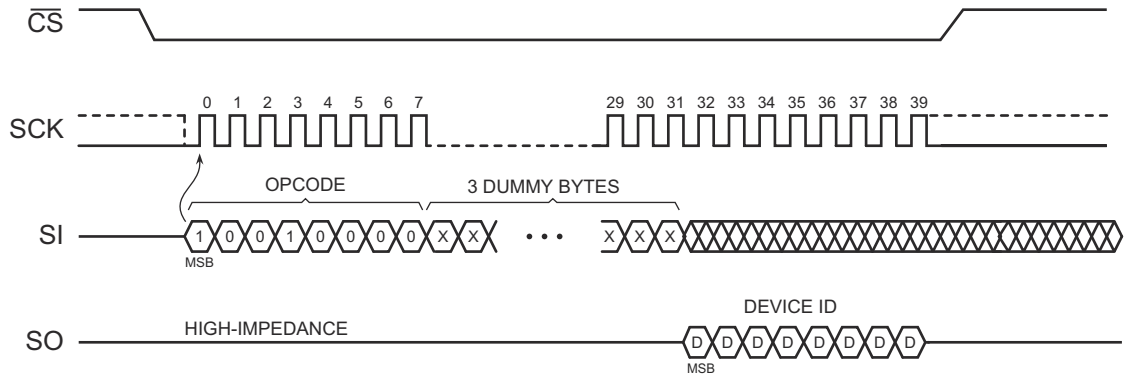 CS
0 1 2 3 4 5 6 7 29 30 31 32 33 34 35 36 37 38 39
SCK
OPCODE 3 DUMMY BYTES
SI 1 0 0 1 0 0 0 0 X X • • • X X X
MSB
DEVICE ID
HIGH-IMPEDANCE
SO D D D D D D D D
MSB